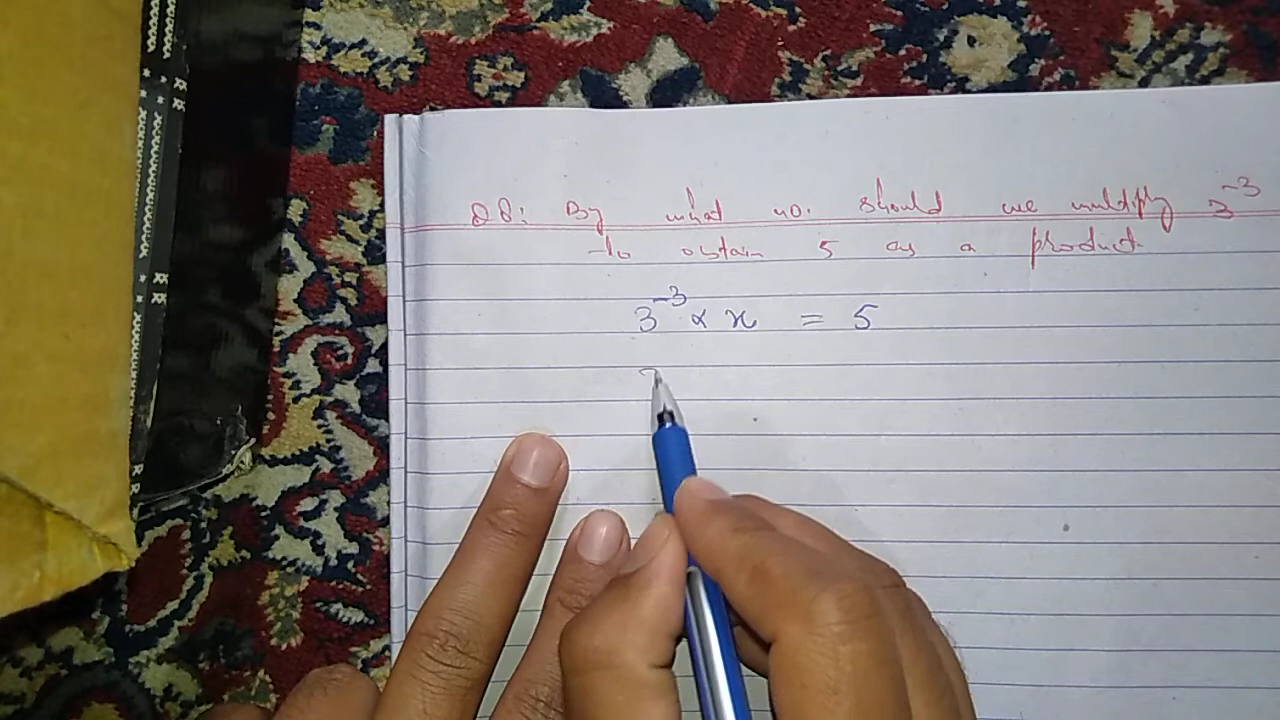 Q8: By what no. should we multiply 3⁻³
to obtain 5 as a product.
3⁻³ × x = 5